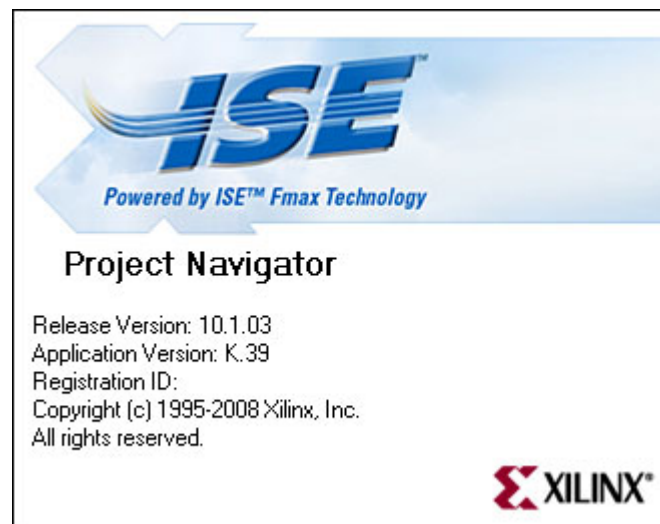 ISE™
Powered by ISE™ Fmax Technology
Project Navigator
Release Version: 10.1.03
Application Version: K.39
Registration ID:
Copyright (c) 1995-2008 Xilinx, Inc.
All rights reserved.
XILINX®